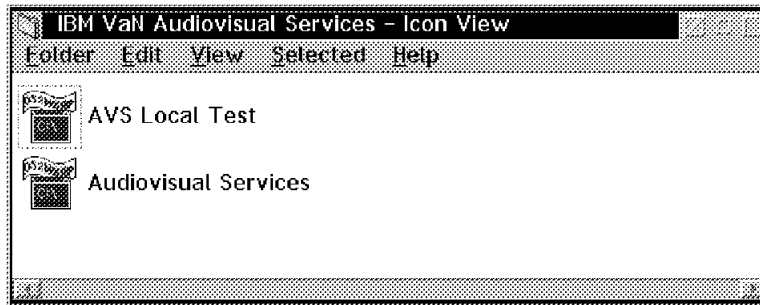 IBM VaN Audiovisual Services - Icon View
Folder Edit View Selected Help
AVS Local Test
Audiovisual Services